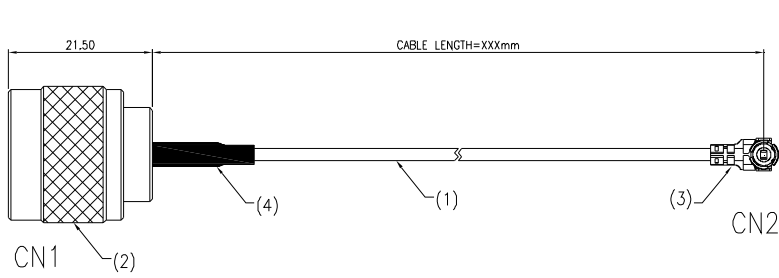 21.50
CABLE LENGTH=XXXmm
(4)
(1)
(3)
CN2
CN1
(2)